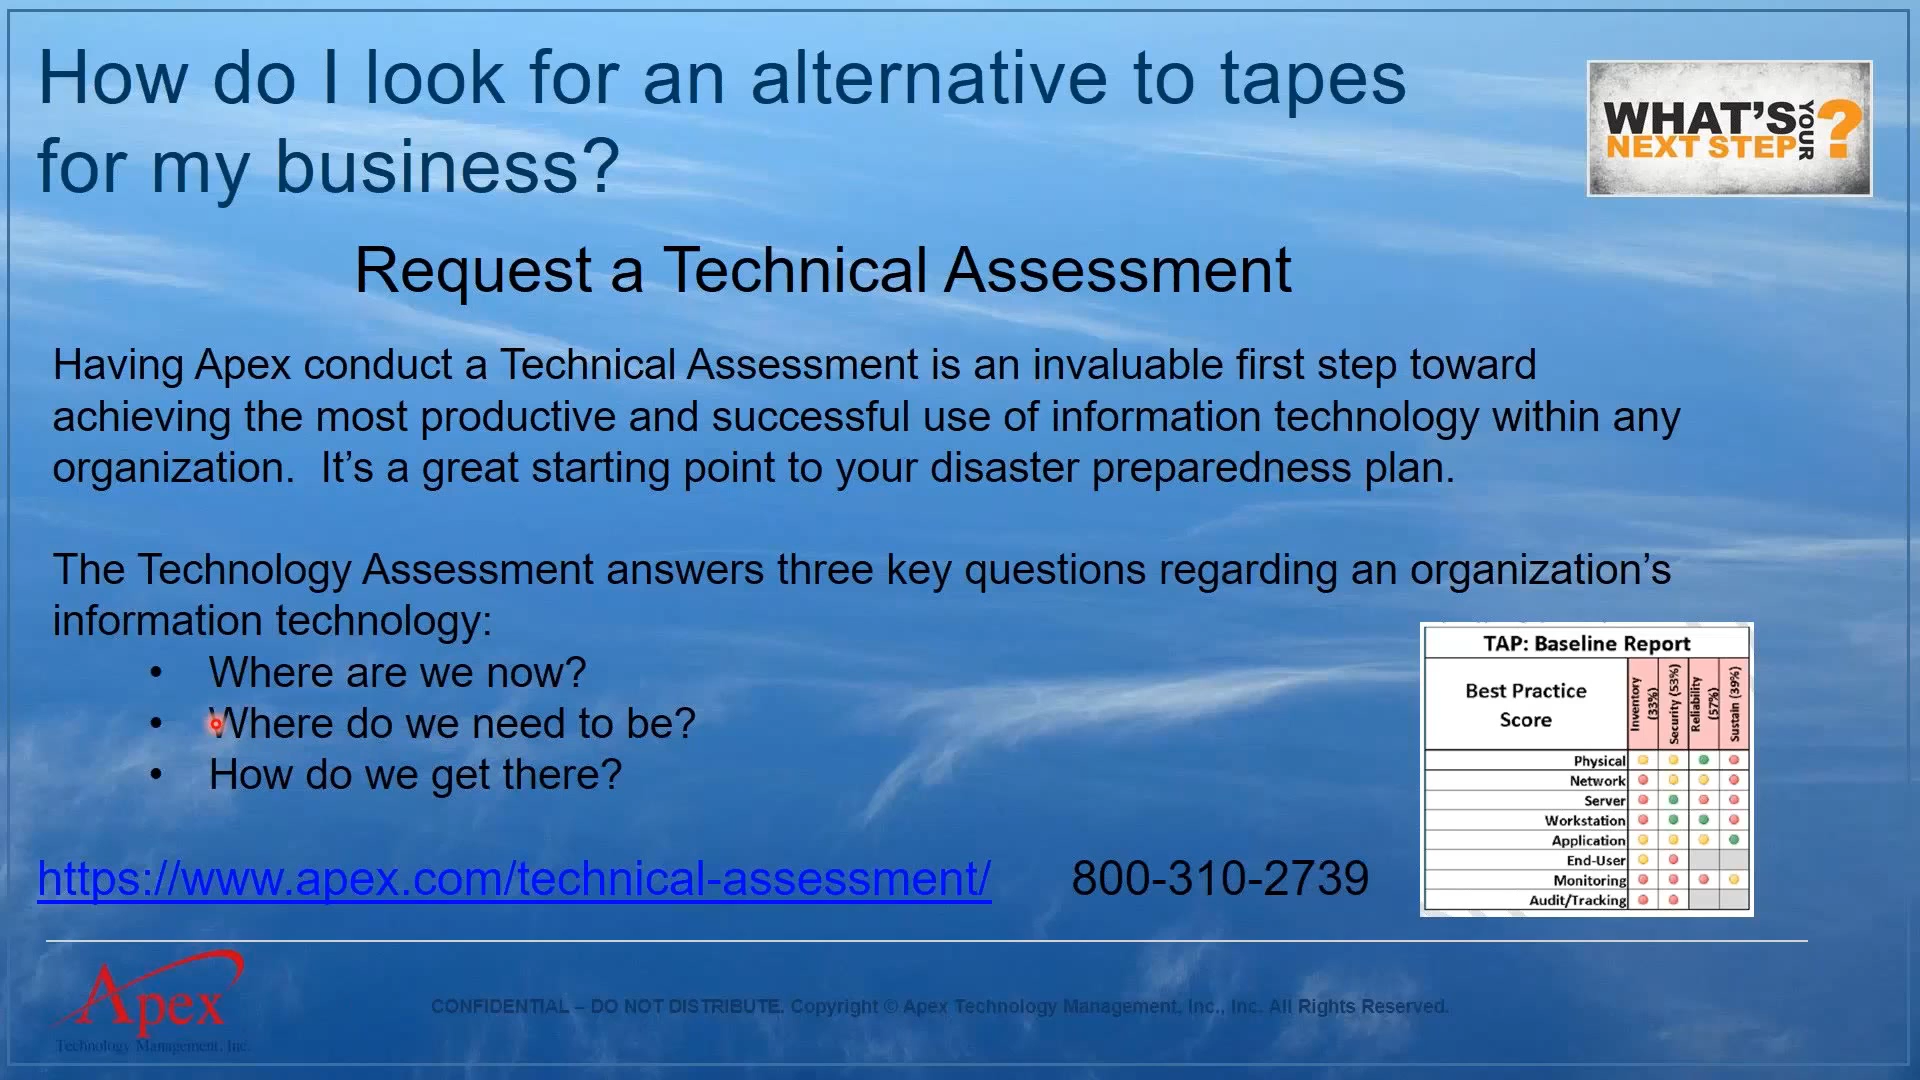 How do I look for an alternative to tapes
for my business?
WHAT'S YOUR
NEXT STEP ?
Request a Technical Assessment
Having Apex conduct a Technical Assessment is an invaluable first step toward
achieving the most productive and successful use of information technology within any
organization.  It’s a great starting point to your disaster preparedness plan.
The Technology Assessment answers three key questions regarding an organization’s
information technology:
• Where are we now?
• Where do we need to be?
• How do we get there?
TAP: Baseline Report
Best Practice
Score
Inventory
(33%)
Security (53%)
Reliability
(57%)
Sustain (39%)
Physical
Network
Server
Workstation
Application
End-User
Monitoring
Audit/Tracking
https://www.apex.com/technical-assessment/ 800-310-2739
Apex
Technology Management, Inc.
CONFIDENTIAL – DO NOT DISTRIBUTE. Copyright © Apex Technology Management, Inc., Inc. All Rights Reserved.